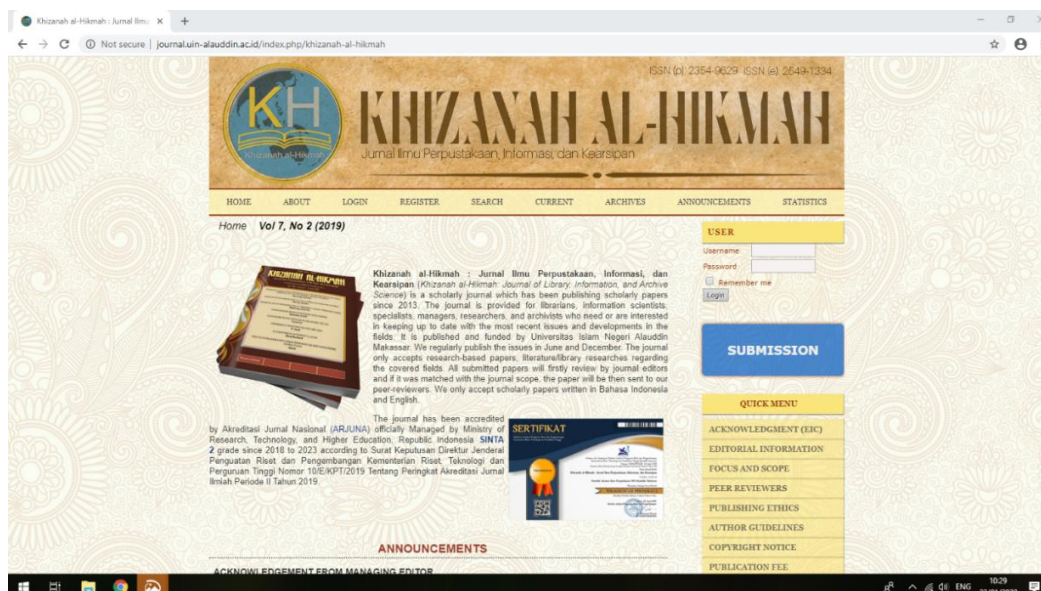 Khizanah al-Hikmah : Jurnal Ilmu
Not secure | journal.uin-alauddin.ac.id/index.php/khizanah-al-hikmah
ISSN (p): 2354-9629 ISSN (e): 2549-1334
KH
Khizanah al-Hikmah
KHIZANAH AL-HIKMAH
Jurnal Ilmu Perpustakaan, Informasi, dan Kearsipan
HOME ABOUT LOGIN REGISTER SEARCH CURRENT ARCHIVES ANNOUNCEMENTS STATISTICS
Home Vol 7, No 2 (2019)
KHIZANAH AL-HIKMAH
Khizanah al-Hikmah : Jurnal Ilmu Perpustakaan, Informasi, dan
Kearsipan (Khizanah al-Hikmah: Journal of Library, Information, and Archive
Science) is a scholarly journal which has been publishing scholarly papers
since 2013. The journal is provided for librarians, information scientists,
specialists, managers, researchers, and archivists who need or are interested
in keeping up to date with the most recent issues and developments in the
fields. It is published and funded by Universitas Islam Negeri Alauddin
Makassar. We regularly publish the issues in June and December. The journal
only accepts research-based papers, literature/library researches regarding
the covered fields. All submitted papers will firstly review by journal editors
and if it was matched with the journal scope, the paper will be then sent to our
peer-reviewers. We only accept scholarly papers written in Bahasa Indonesia
and English.
The journal has been accredited
by Akreditasi Jurnal Nasional (ARJUNA) officially Managed by Ministry of
Research, Technology, and Higher Education, Republic Indonesia SINTA
2 grade since 2018 to 2023 according to Surat Keputusan Direktur Jenderal
Penguatan Riset dan Pengembangan Kementerian Riset, Teknologi dan
Perguruan Tinggi Nomor 10/E/KPT/2019 Tentang Peringkat Akreditasi Jurnal
Ilmiah Periode II Tahun 2019.
SERTIFIKAT
ANNOUNCEMENTS
ACKNOWLEDGEMENT FROM MANAGING EDITOR
USER
Username
Password
Remember me
Login
SUBMISSION
QUICK MENU
ACKNOWLEDGMENT (EIC)
EDITORIAL INFORMATION
FOCUS AND SCOPE
PEER REVIEWERS
PUBLISHING ETHICS
AUTHOR GUIDELINES
COPYRIGHT NOTICE
PUBLICATION FEE
ENG
10:29